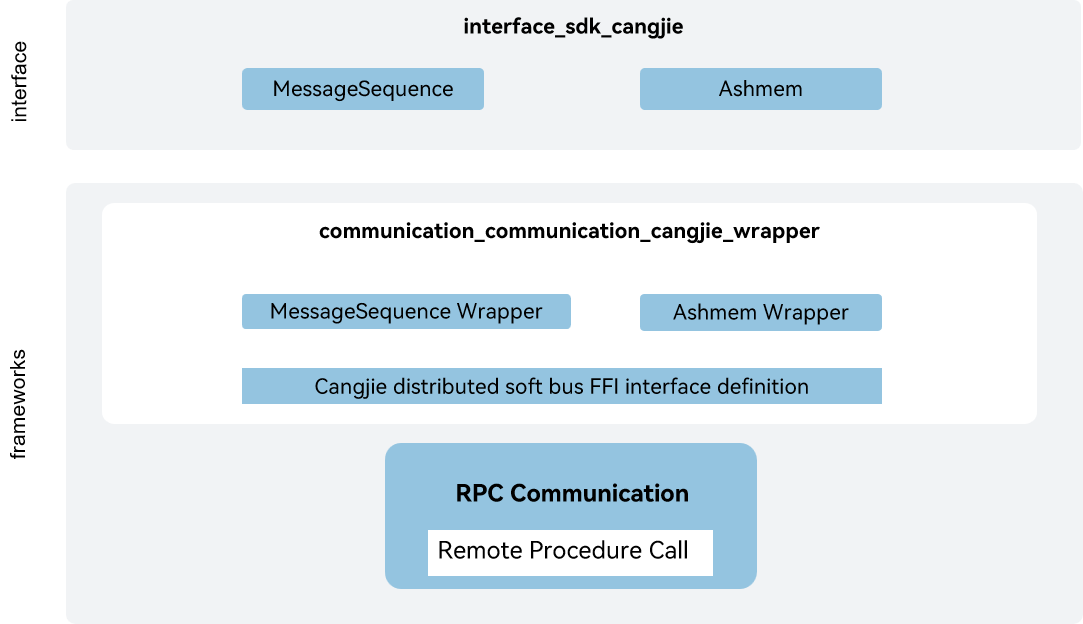 interface
interface_sdk_cangjie
MessageSequence
Ashmem
frameworks
communication_communication_cangjie_wrapper
MessageSequence Wrapper
Ashmem Wrapper
Cangjie distributed soft bus FFI interface definition
RPC Communication
Remote Procedure Call